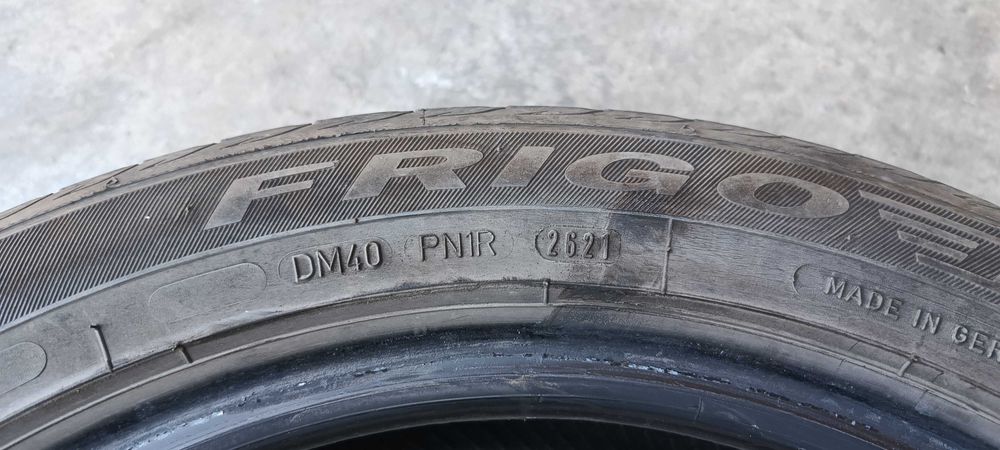 FRIGO
DM40 PN1R 2621
MADE IN GER